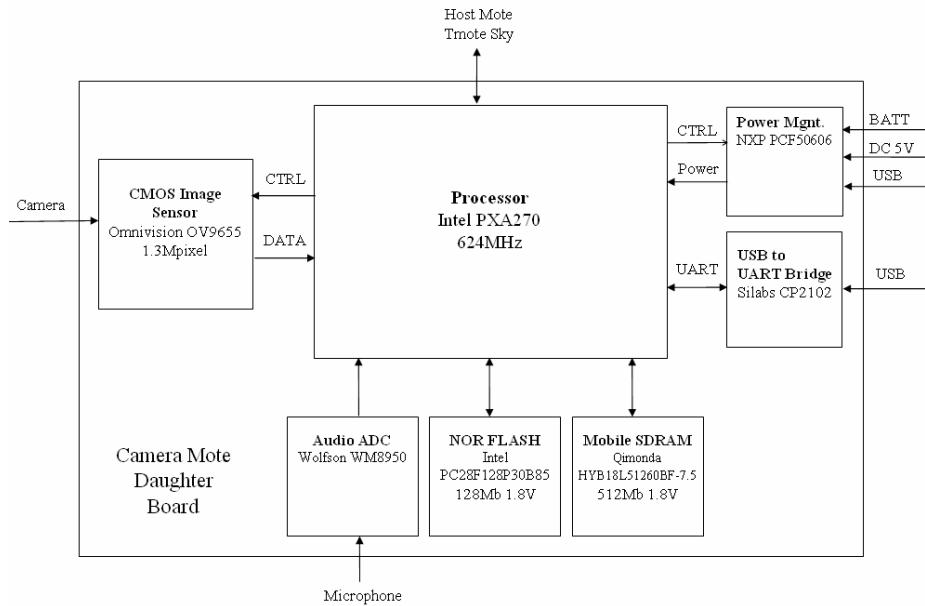 Host Mote
Tmote Sky
Camera
CMOS Image
Sensor
Omnivision OV9655
1.3Mpixel
CTRL
DATA
Processor
Intel PXA270
624MHz
CTRL
Power
UART
Power Mgnt.
NXP PCF50606
BATT
DC 5V
USB
USB to
UART Bridge
Silabs CP2102
USB
Camera Mote
Daughter
Board
Audio ADC
Wolfson WM8950
NOR FLASH
Intel
PC28F128P30B85
128Mb 1.8V
Mobile SDRAM
Qimonda
HYB18L51260BF-7.5
512Mb 1.8V
Microphone